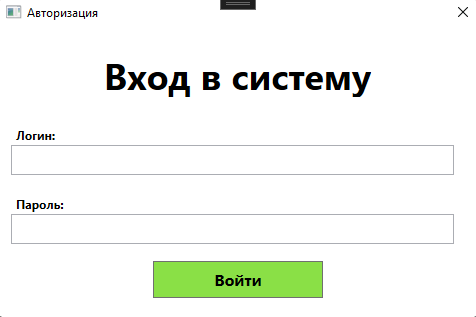 Авторизация
Вход в систему
Логин:
Пароль:
Войти